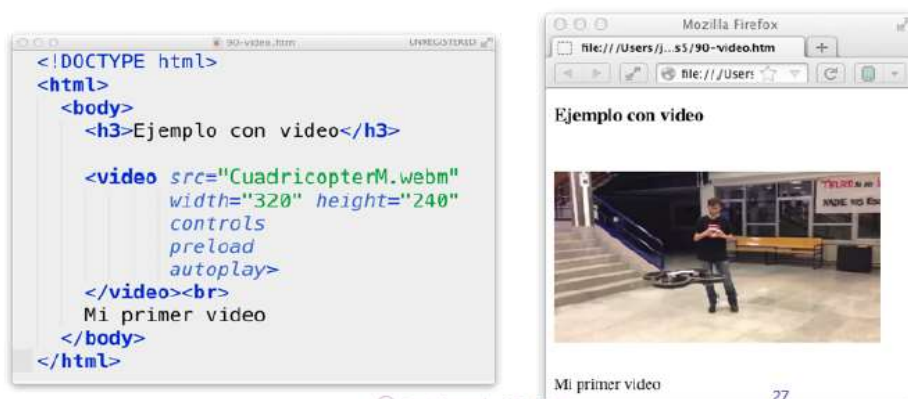 90-video.htm
UNREGISTERED
<!DOCTYPE html>
<html>
<body>
<h3>Ejemplo con video</h3>
<video src="CuadricopterM.webm"
width="320" height="240"
controls
preload
autoplay>
</video><br>
Mi primer video
</body>
</html>
Mozilla Firefox
file:///Users/j...s5/90-video.htm
file:///Users
Ejemplo con video
Mi primer video
27